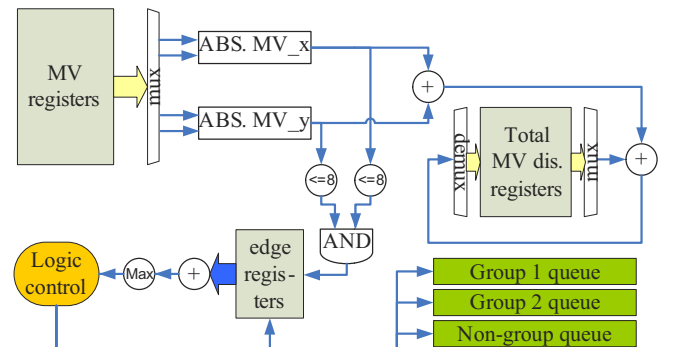 MV
registers
mux
ABS. MV_x
ABS. MV_y
+
demux
Total
MV dis.
registers
mux
+
<=8
<=8
AND
Logic
control
Max
+
edge
regis-
ters
Group 1 queue
Group 2 queue
Non-group queue